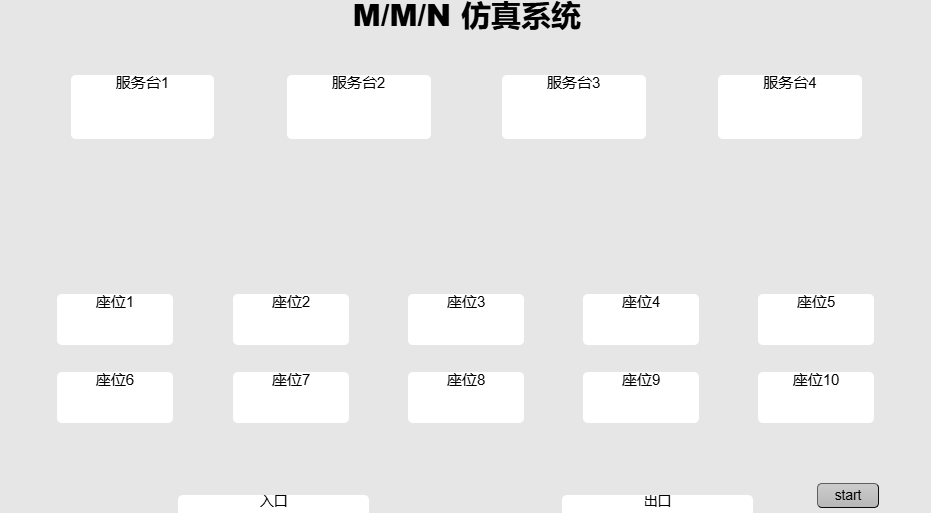 M/M/N 仿真系统
服务台1
服务台2
服务台3
服务台4
座位1
座位2
座位3
座位4
座位5
座位6
座位7
座位8
座位9
座位10
入口
出口
start